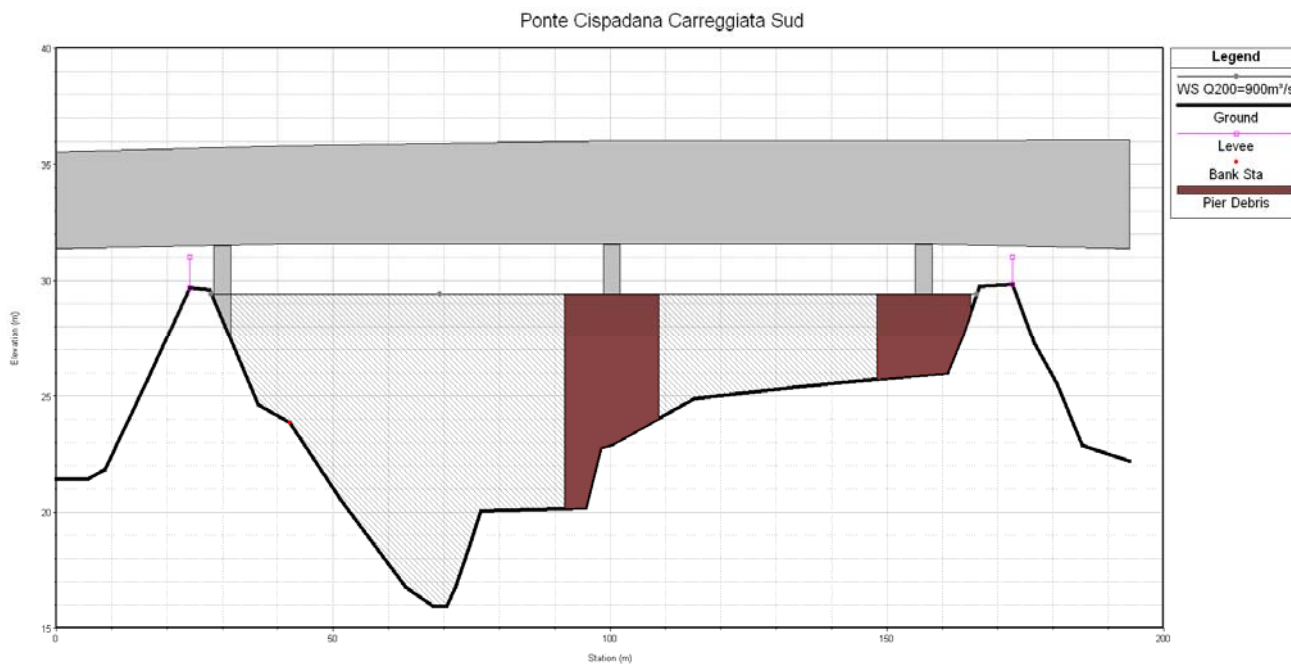 Ponte Cispadana Carreggiata Sud
40
35
30
25
20
15
Elevation (m)
0
50
100
150
200
Station (m)
Legend
WS Q200=900m³/s
Ground
Levee
Bank Sta
Pier Debris